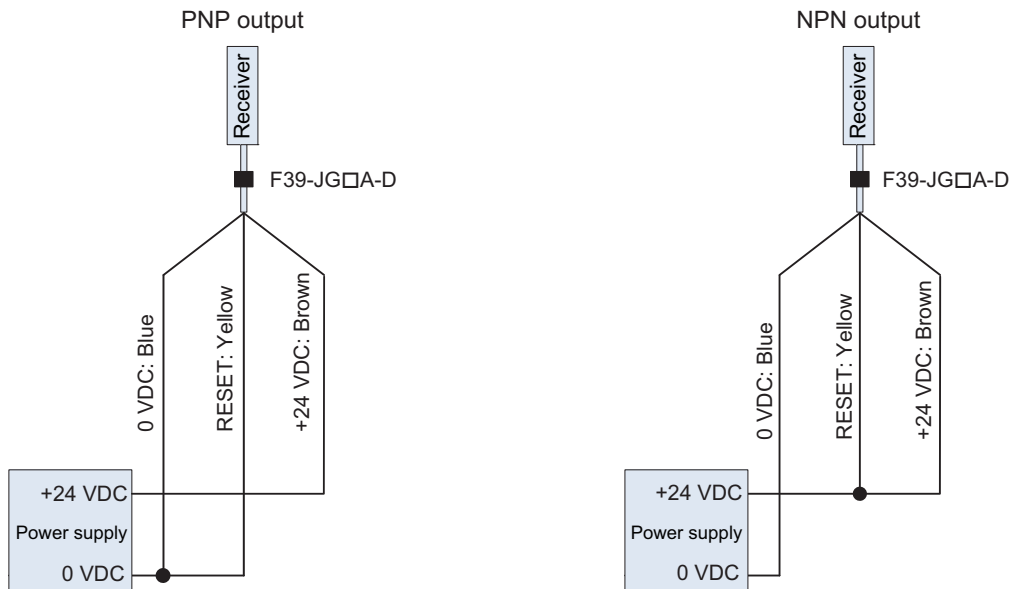 PNP output
Receiver
F39-JG□A-D
0 VDC: Blue
RESET: Yellow
+24 VDC: Brown
+24 VDC
Power supply
0 VDC
NPN output
Receiver
F39-JG□A-D
0 VDC: Blue
RESET: Yellow
+24 VDC: Brown
+24 VDC
Power supply
0 VDC